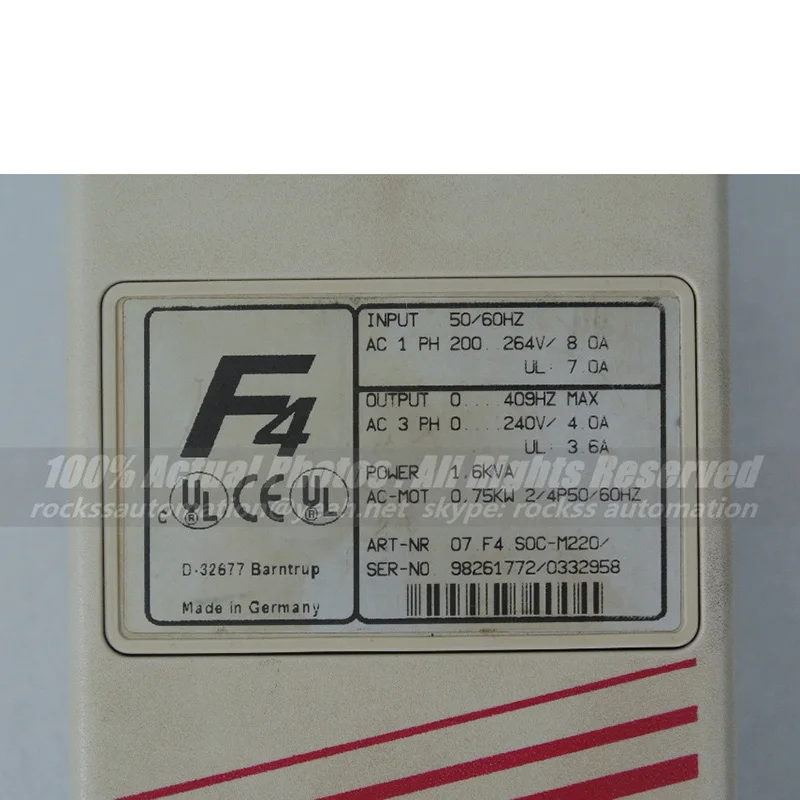 F4
c UL ® CE UL ®
D-32677 Barntrup
Made in Germany
INPUT 50/60HZ
AC 1 PH 200...264V/ 8.0A
UL: 7.0A
OUTPUT 0....409HZ MAX
AC 3 PH 0....240V/ 4.0A
UL: 3.6A
POWER 1.6KVA
AC-MOT 0.75KW 2/4P50/60HZ
ART-NR 07.F4.S0C-M220/
SER-NO. 98261772/0332958
100% Actual Photos, All Rights Reserved
skype: rockss automation